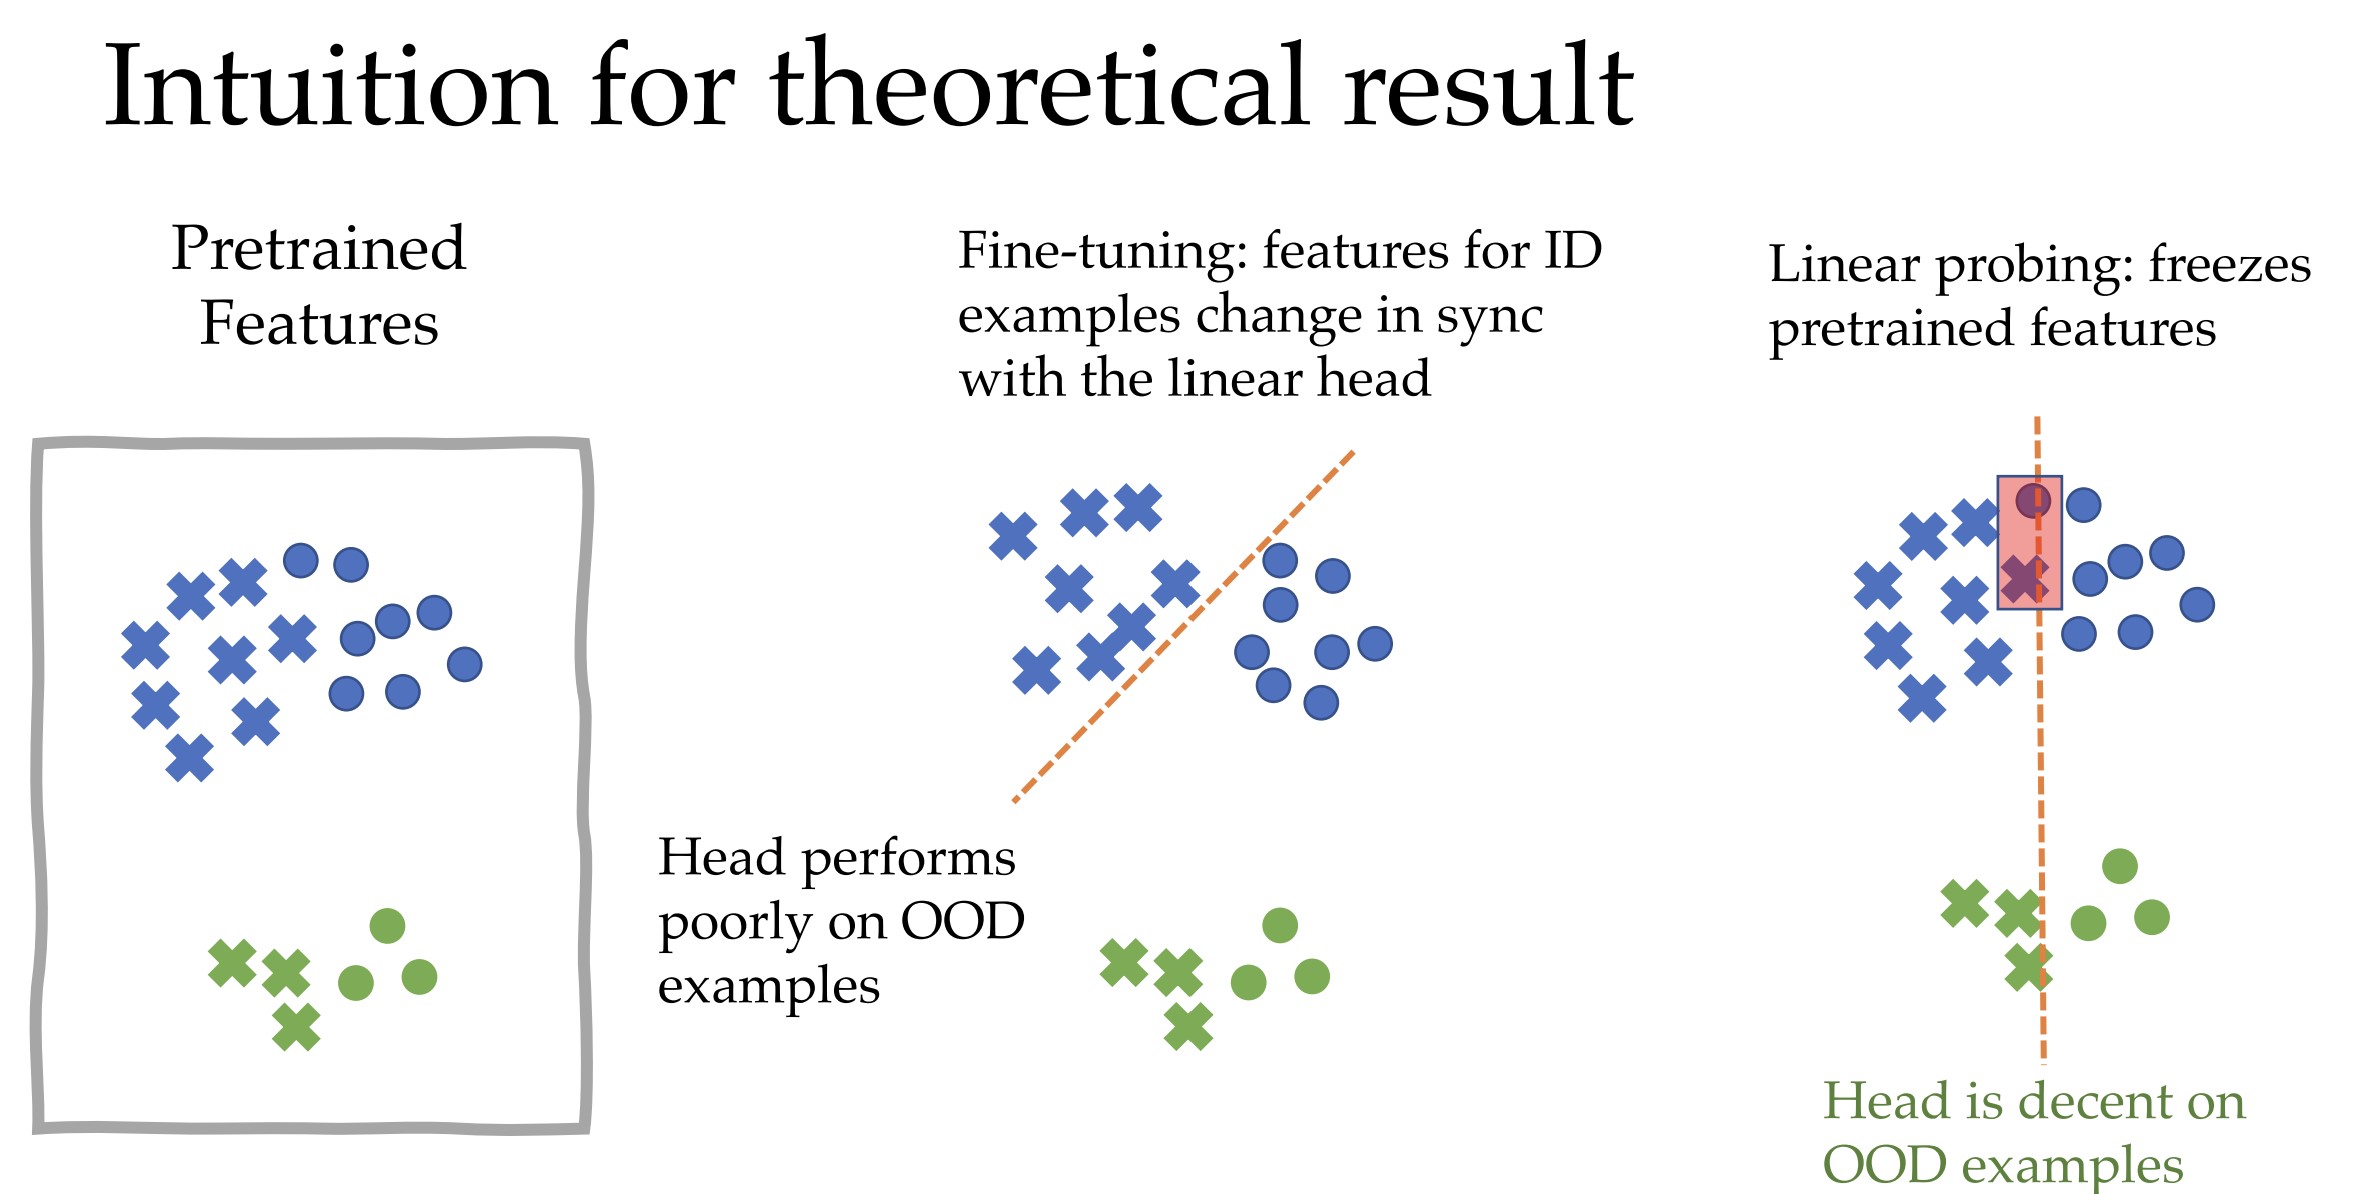 Intuition for theoretical result
Pretrained
Features
Fine-tuning: features for ID
examples change in sync
with the linear head
Linear probing: freezes
pretrained features
Head performs
poorly on OOD
examples
Head is decent on
OOD examples